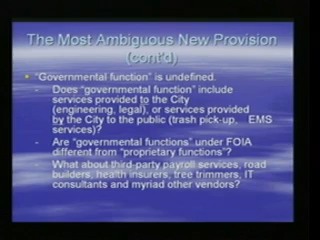 The Most Ambiguous New Provision
(cont'd)
"Governmental function" is undefined.
- Does "governmental function" include
services provided to the City
(engineering, legal), or services provided
by the City to the public (trash pick-up, EMS
services)?
- Are "governmental functions" under FOIA
different from "proprietary functions"?
- What about third-party payroll services, road
builders, health insurers, tree trimmers, IT
consultants and myriad other vendors?